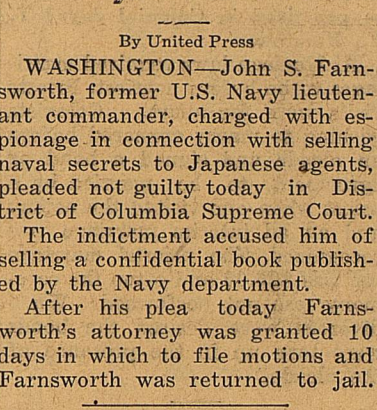 By United Press
WASHINGTON—John S. Farn-
sworth, former U.S. Navy lieuten-
ant commander, charged with es-
pionage in connection with selling
naval secrets to Japanese agents,
pleaded not guilty today in Dis-
trict of Columbia Supreme Court.
The indictment accused him of
selling a confidential book publish-
ed by the Navy department.
After his plea today Farns-
worth's attorney was granted 10
days in which to file motions and
Farnsworth was returned to jail.